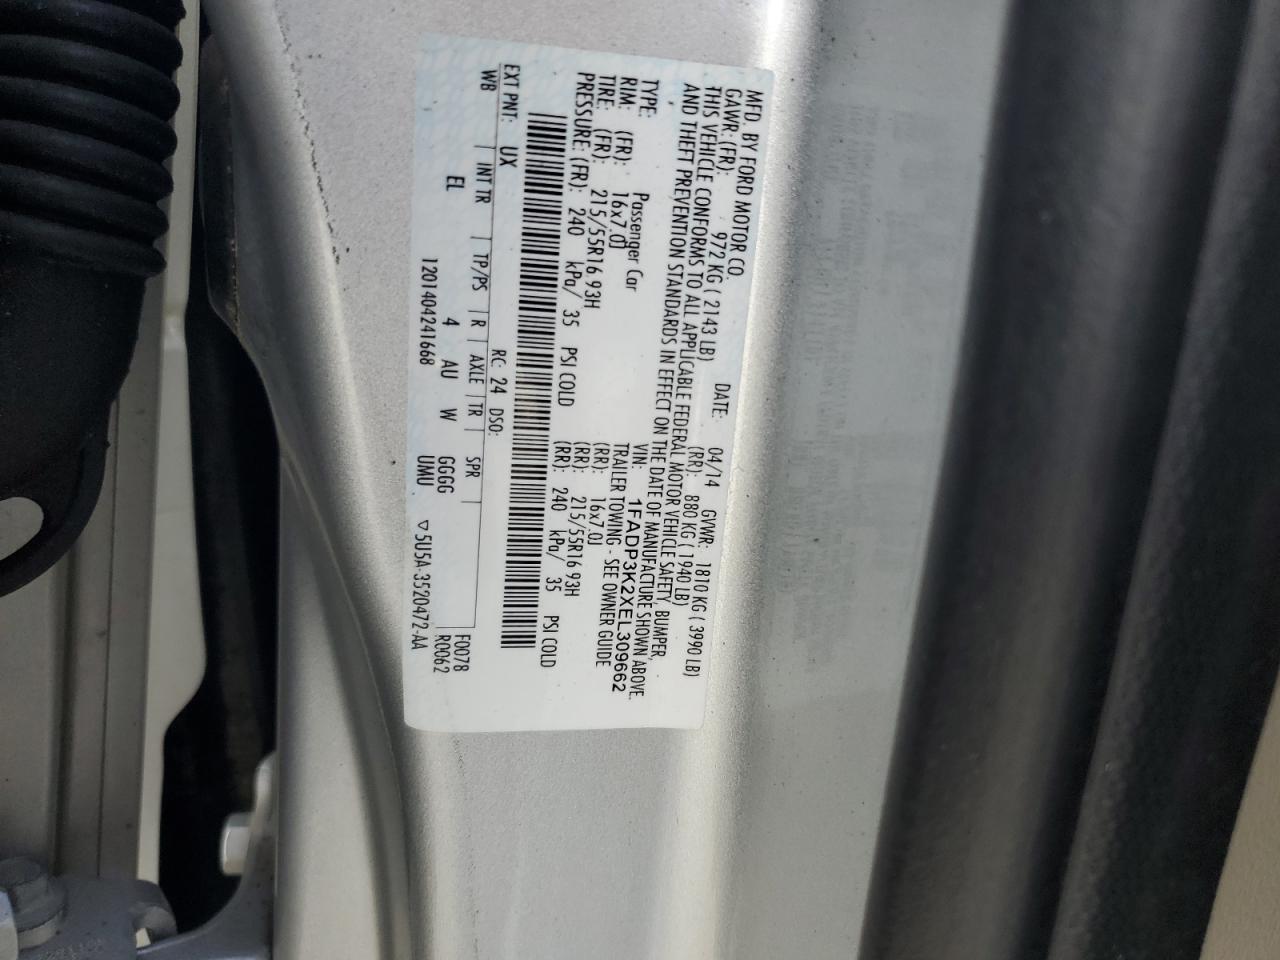 MFD. BY FORD MOTOR CO.
DATE: 04/14 GVWR: 1810 KG ( 3990 LB)
GAWR: (FR): 972 KG ( 2143 LB) (RR): 880 KG ( 1940 LB)
THIS VEHICLE CONFORMS TO ALL APPLICABLE FEDERAL MOTOR VEHICLE SAFETY, BUMPER,
AND THEFT PREVENTION STANDARDS IN EFFECT ON THE DATE OF MANUFACTURE SHOWN ABOVE.
VIN: 1FADP3K2XEL309662
TYPE: Passenger Car TRAILER TOWING - SEE OWNER GUIDE
RIM: (FR): 16x7.0J (RR): 16x7.0J
TIRE: (FR): 215/55R16 93H (RR): 215/55R16 93H
PRESSURE: (FR): 240 kPa/ 35 PSI COLD (RR): 240 kPa/ 35 PSI COLD
EXT PNT: UX RC: 24 DSO:
WB INT TR TP/PS R AXLE TR SPR
F0078
EL 4 AU W GGGG R0062
1201404241668 UMU ▽5U5A-3520472-AA